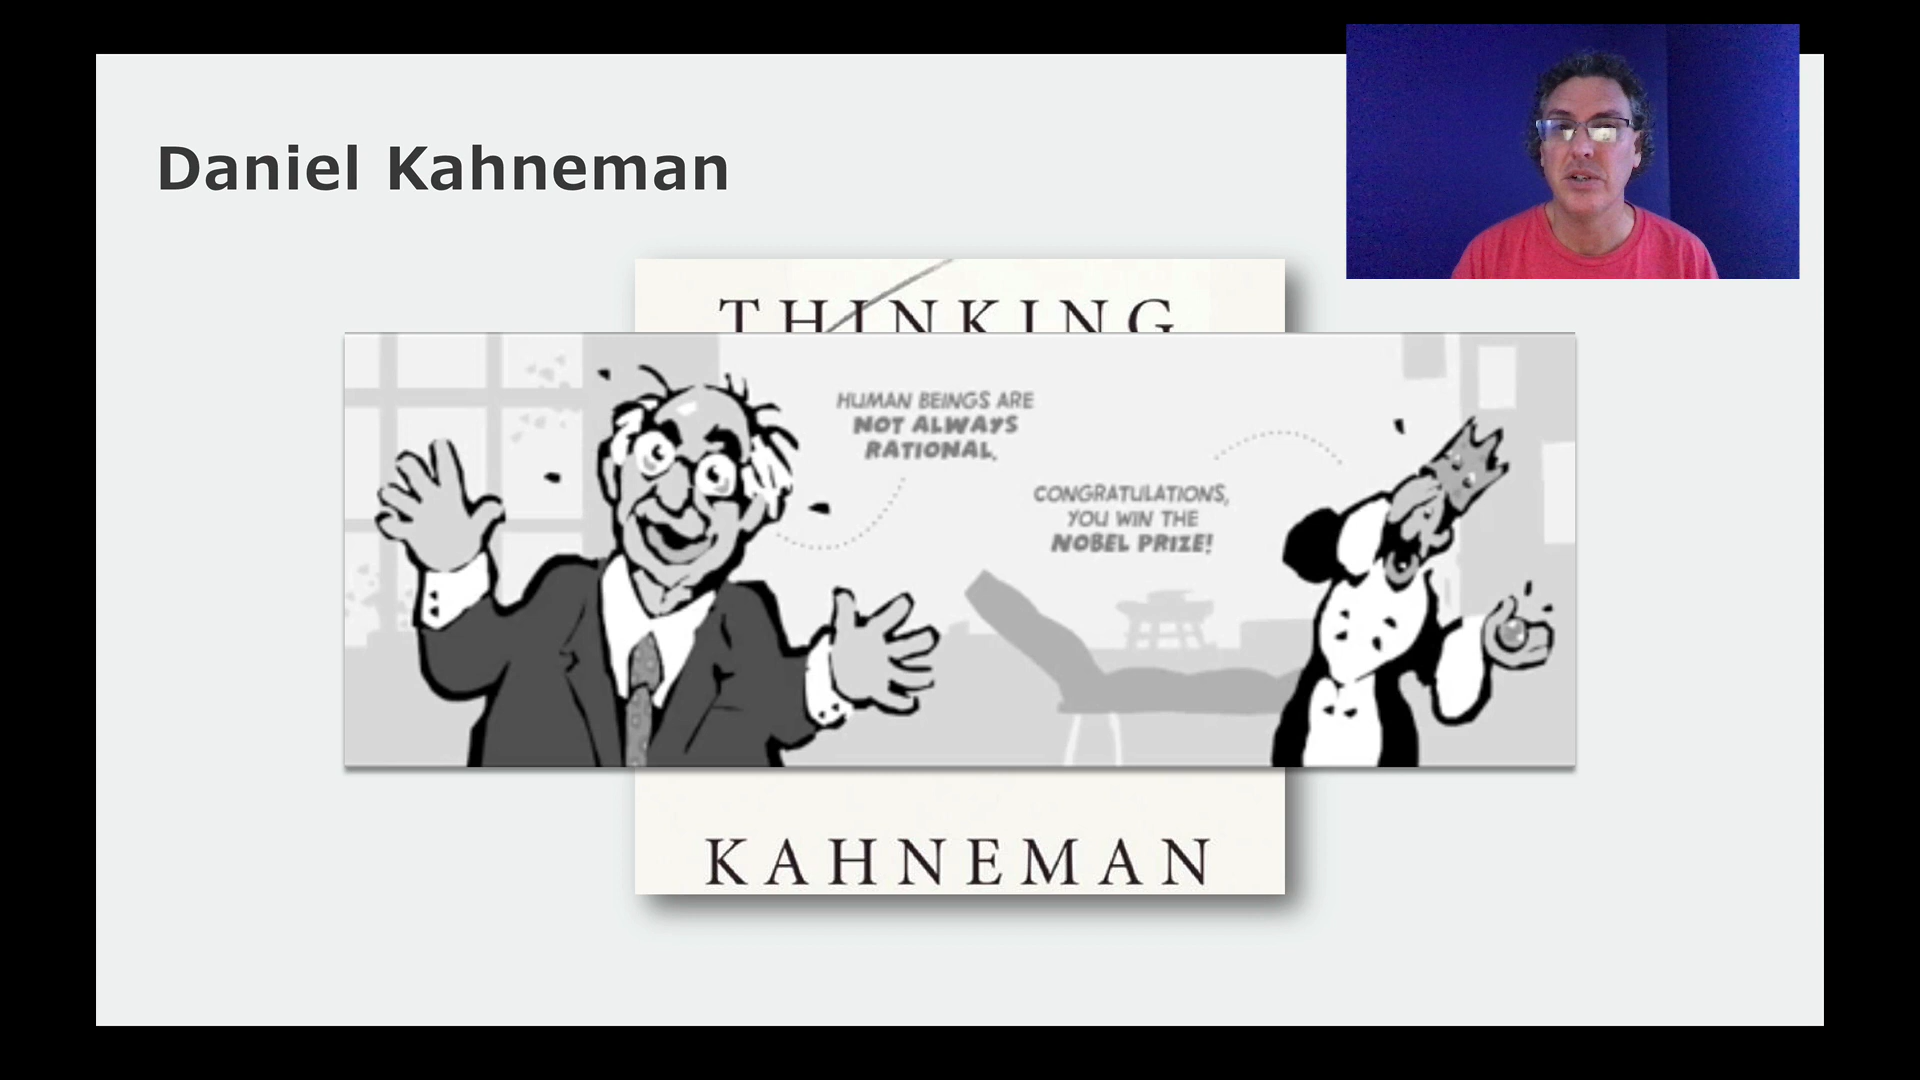 Daniel Kahneman
THINKING
HUMAN BEINGS ARE
NOT ALWAYS
RATIONAL.
CONGRATULATIONS,
YOU WIN THE
NOBEL PRIZE!
KAHNEMAN